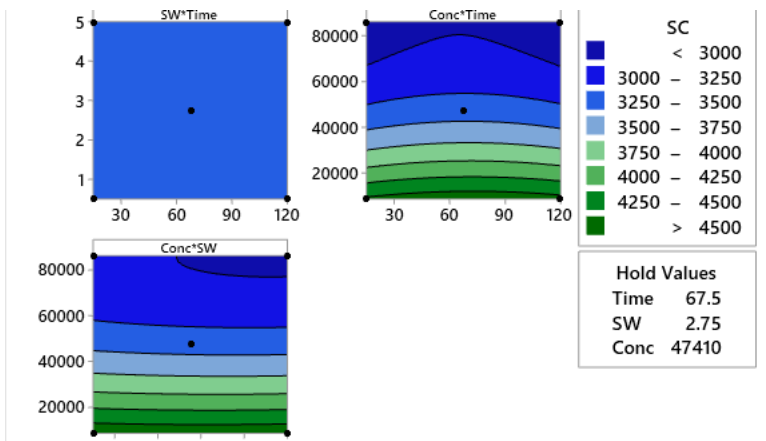 SW*Time
5
4
3
2
1
30 60 90 120
Conc*Time
80000
60000
40000
20000
30 60 90 120
SC
< 3000
3000 – 3250
3250 – 3500
3500 – 3750
3750 – 4000
4000 – 4250
4250 – 4500
> 4500
Conc*SW
80000
60000
40000
20000
Hold Values
Time 67.5
SW 2.75
Conc 47410